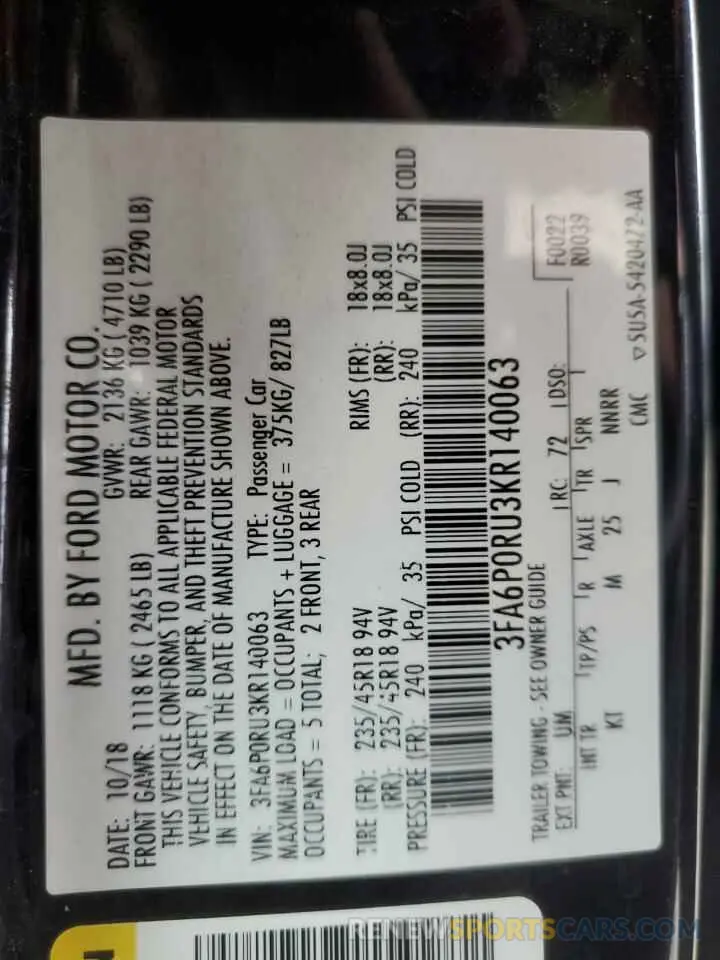 MFD. BY FORD MOTOR CO.
DATE: 10/18 GVWR: 2136 KG ( 4710 LB)
FRONT GAWR: 1118 KG ( 2465 LB) REAR GAWR: 1039 KG ( 2290 LB)
THIS VEHICLE CONFORMS TO ALL APPLICABLE FEDERAL MOTOR
VEHICLE SAFETY, BUMPER, AND THEFT PREVENTION STANDARDS
IN EFFECT ON THE DATE OF MANUFACTURE SHOWN ABOVE.
VIN: 3FA6P0RU3KR140063 TYPE: Passenger Car
MAXIMUM LOAD = OCCUPANTS + LUGGAGE = 375KG/ 827LB
OCCUPANTS = 5 TOTAL; 2 FRONT, 3 REAR
TIRE (FR): 235/45R18 94V RIMS (FR): 18x8.0J
(RR): 235/45R18 94V (RR): 18x8.0J
PRESSURE (FR): 240 kPa/ 35 PSI COLD (RR): 240 kPa/ 35 PSI COLD
3FA6P0RU3KR140063
TRAILER TOWING - SEE OWNER GUIDE F0022
EXT PNT: UM RC: 72 DSO: R0039
INT TR TP/PS R AXLE TR SPR
KI M 25 J NNRR
CMC ▽ 5USA-5420472-AA
RENEWSPORTSCARS.COM